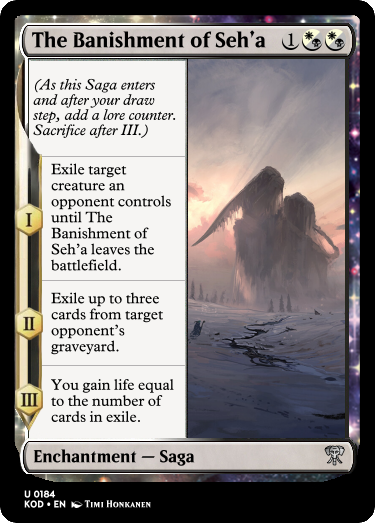 The Banishment of Seh'a 1
(As this Saga enters
and after your draw
step, add a lore counter.
Sacrifice after III.)
I
Exile target
creature an
opponent controls
until The
Banishment of
Seh'a leaves the
battlefield.
II
Exile up to three
cards from target
opponent's
graveyard.
III
You gain life equal
to the number of
cards in exile.
Enchantment — Saga
U 0184
KOD • EN Timi Honkanen